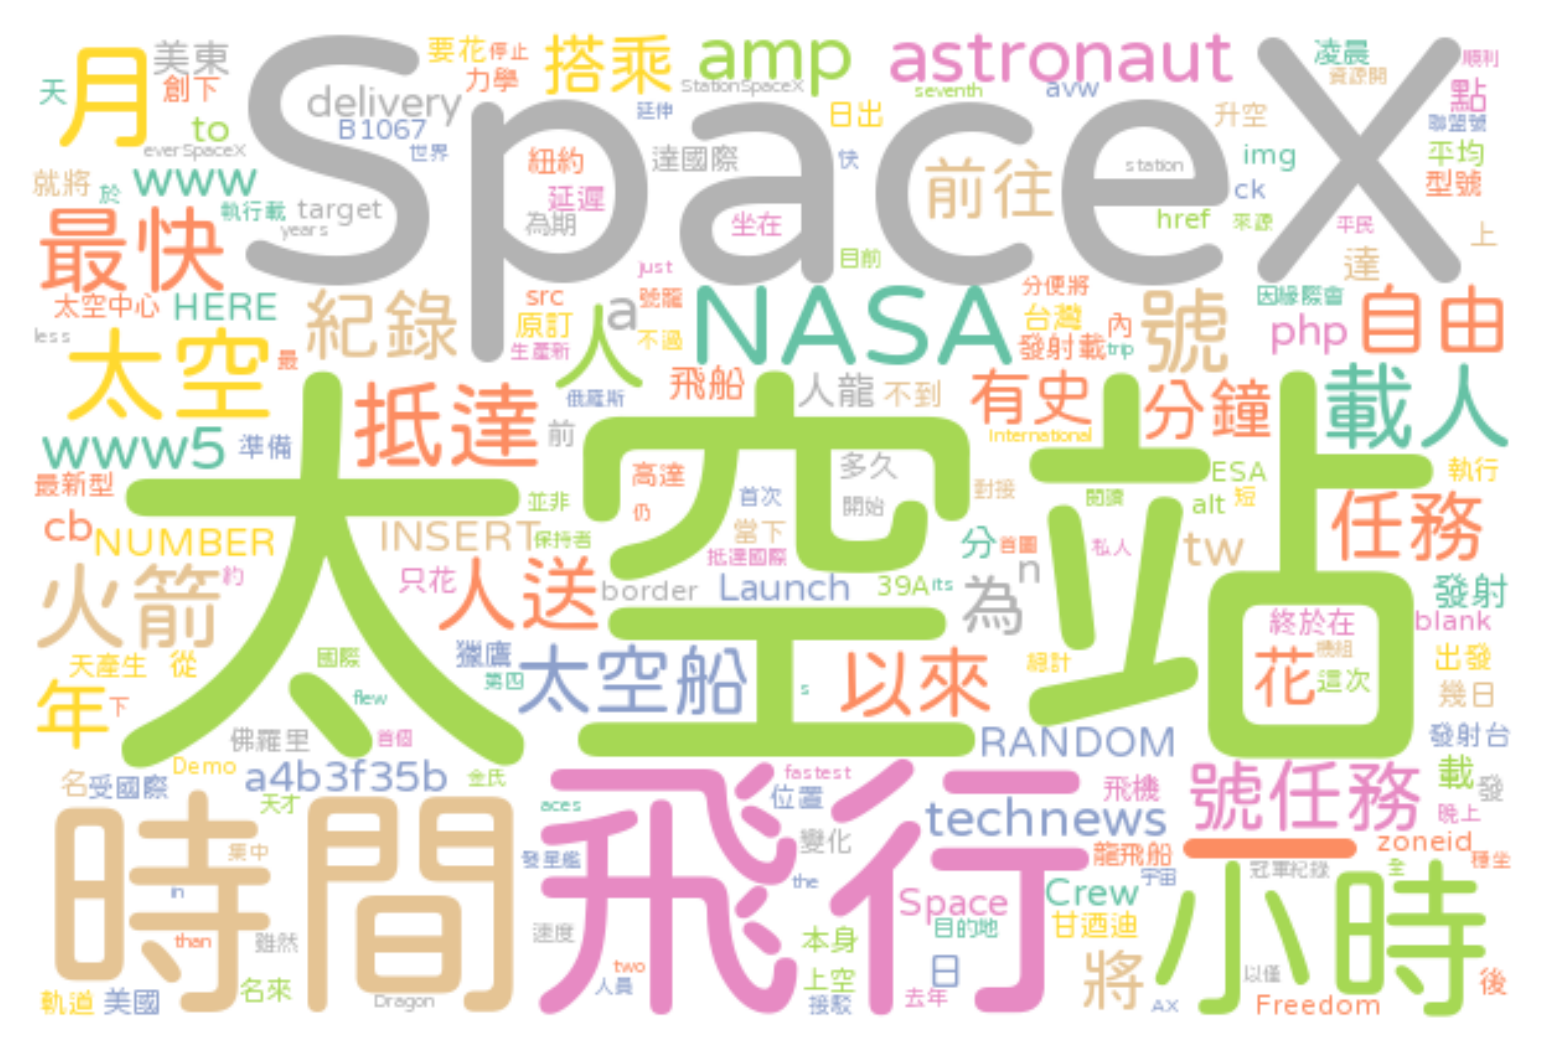 月 美東 SpaceX 要花 停止 搭乘 amp astronaut 凌晨 順利
天 創下 delivery 力學 StationSpaceX seventh avw 資源開 點
to B1067 延伸 日出 升空 聯盟號
everSpaceX 世界 紐約 達國際 快 前往 station img 平均
就將 於 www 執行載 target 延遲 ck 型號
最快 years 為期 坐在 href 來源 平民 上
just 目前 達
太空中心 HERE 紀錄 src a 號龍 NASA 分便將 因緣際會 自由
less 太空 最 原訂 人 不過 台灣 內 號 php
生產新 發射載 trip
抵達 俄羅斯 飛船 人龍 不到 有史 分鐘 載人
www5 準備 前 International
最新型 太空站 高達 多久 對接 ESA 執行
並非 仍 首次 開始 閱讀 alt 短
cb NUMBER INSERT 保持者 當下 分 首圖 私人 tw 任務
火箭 約 只花 人送 抵達國際 n
border Launch 39A its 為 發射
天產生 從 國際 獵鷹 終於在 blank
年 下 第四 太空船 s 以來 總計 花 機組 這次 出發
flew 幾日
佛羅里 首個 RANDOM 發射台
名 受國際 Demo a4b3f35b 金氏 fastest 位置 飛機 號任務 載 發
時間 天才 aces 飛行 technews 晚上
集中 發星艦 變化 龍飛船 一 zoneid 種坐
in the 宇宙 冠軍紀錄 全
than 雖然 速度 本身 Space Crew 小時
目的地 甘迺迪
軌道 美國 名來 two 上空 日 將 以僅 後
Dragon 人員 接駁 去年 AX Freedom